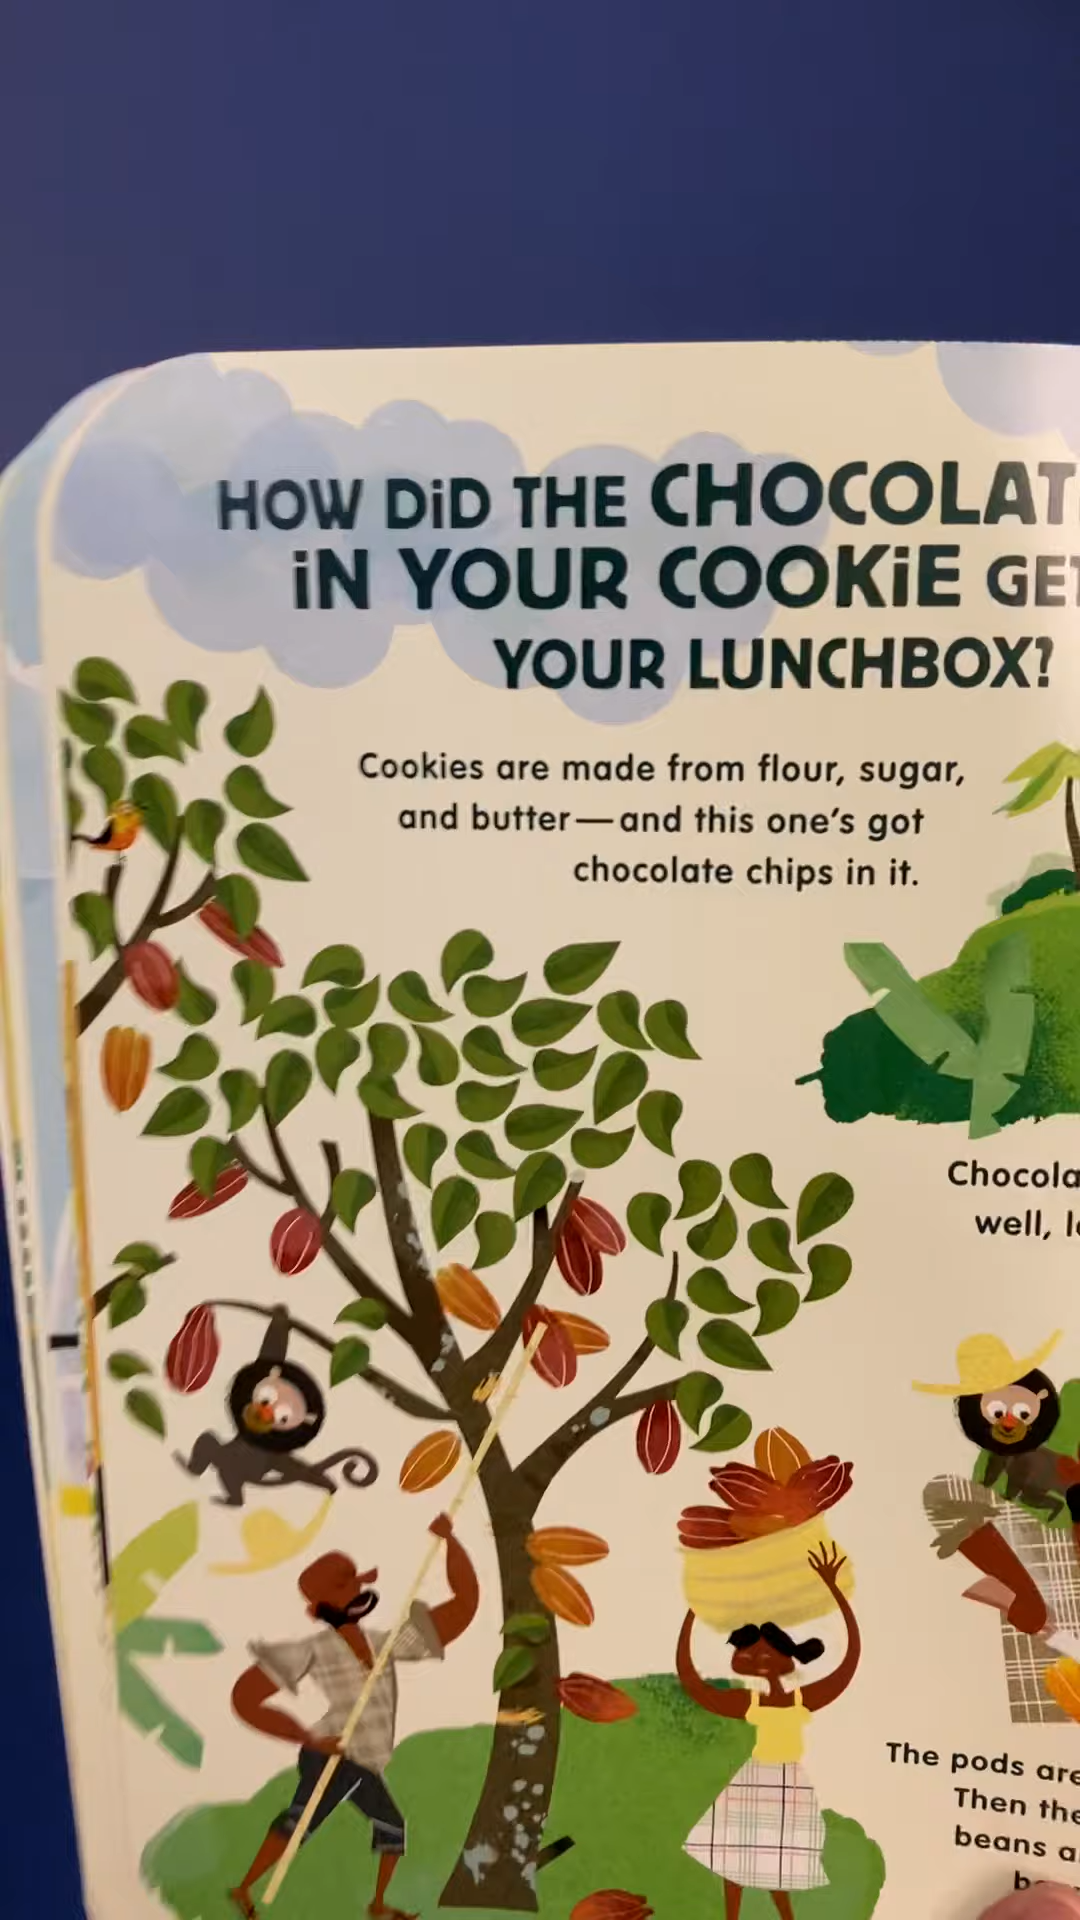 HOW DiD THE CHOCOLAT
iN YOUR COOKiE GET
YOUR LUNCHBOX?
Cookies are made from flour, sugar,
and butter—and this one's got
chocolate chips in it.
Chocola
well, l
The pods are
Then the
beans a